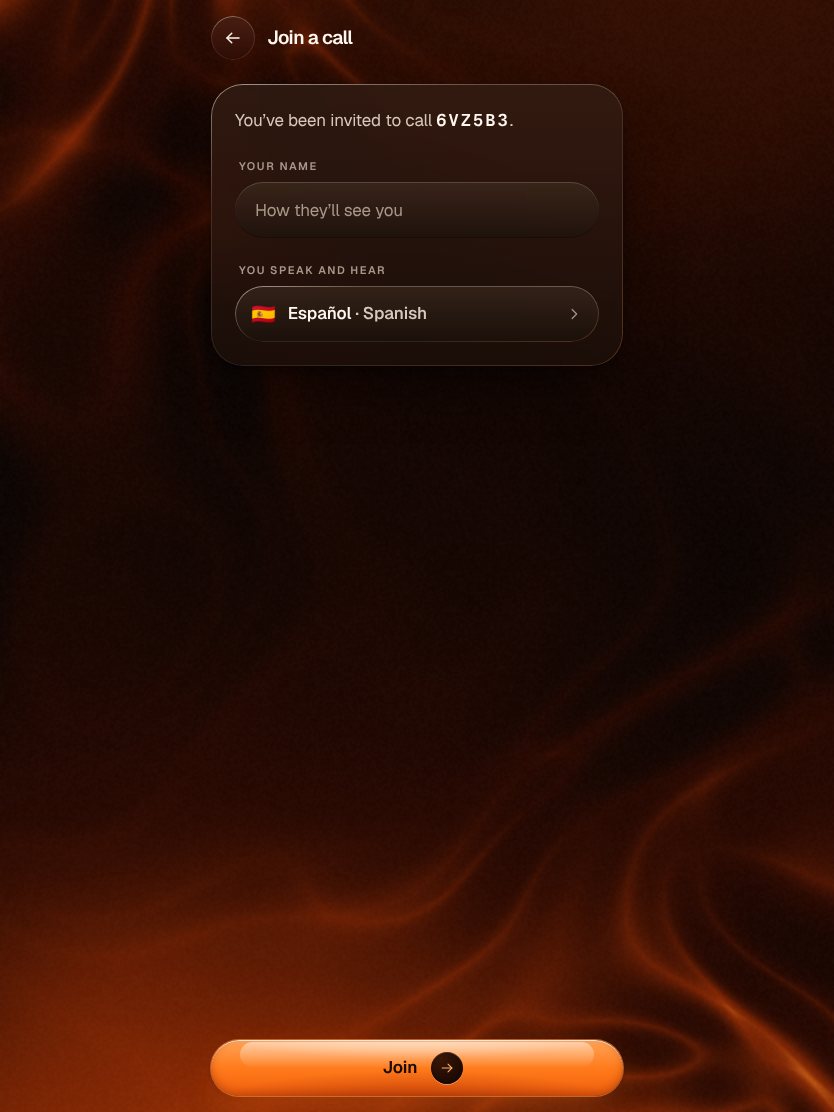 Join a call
You’ve been invited to call 6VZ5B3.
YOUR NAME
How they’ll see you
YOU SPEAK AND HEAR
Español · Spanish
Join